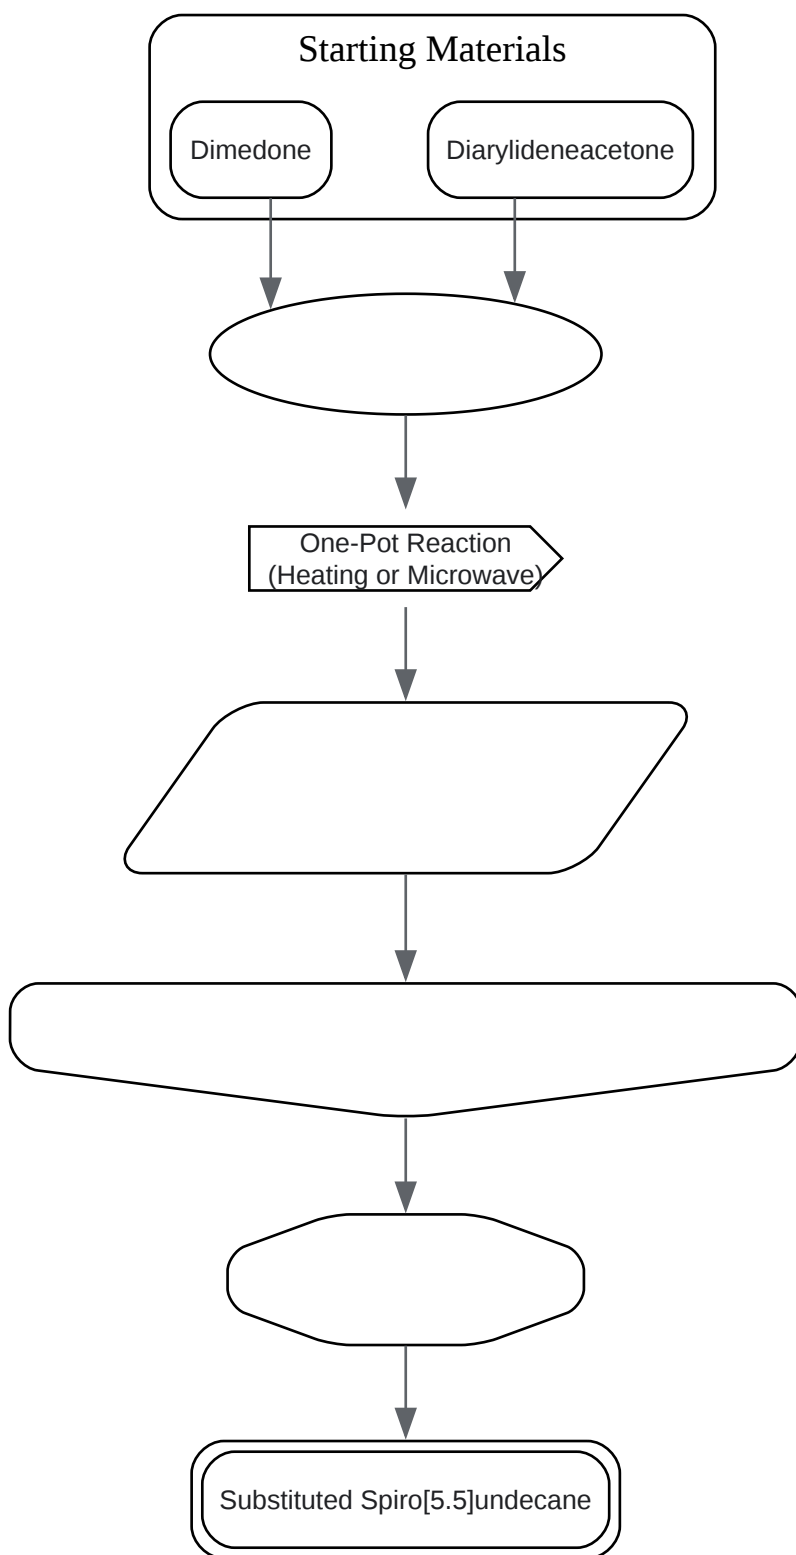 Starting Materials
Dimedone
Diarylideneacetone
One-Pot Reaction
(Heating or Microwave)
Substituted Spiro[5.5]undecane